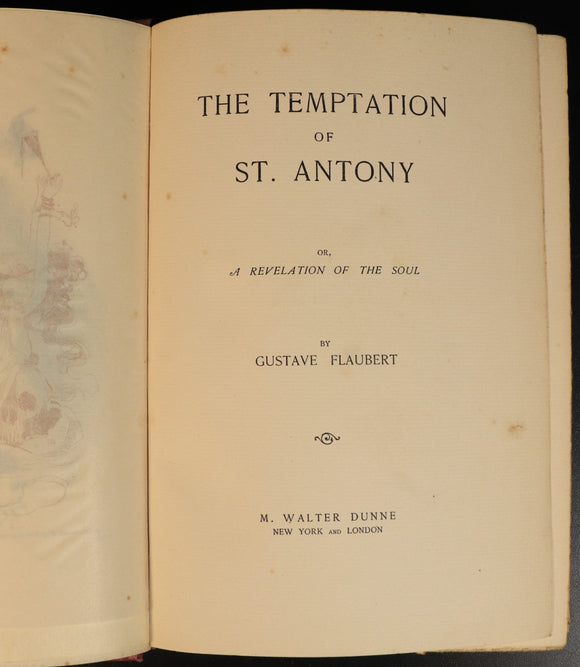 THE TEMPTATION
OF
ST. ANTONY
OR,
A REVELATION OF THE SOUL
BY
GUSTAVE FLAUBERT
M. WALTER DUNNE
NEW YORK AND LONDON